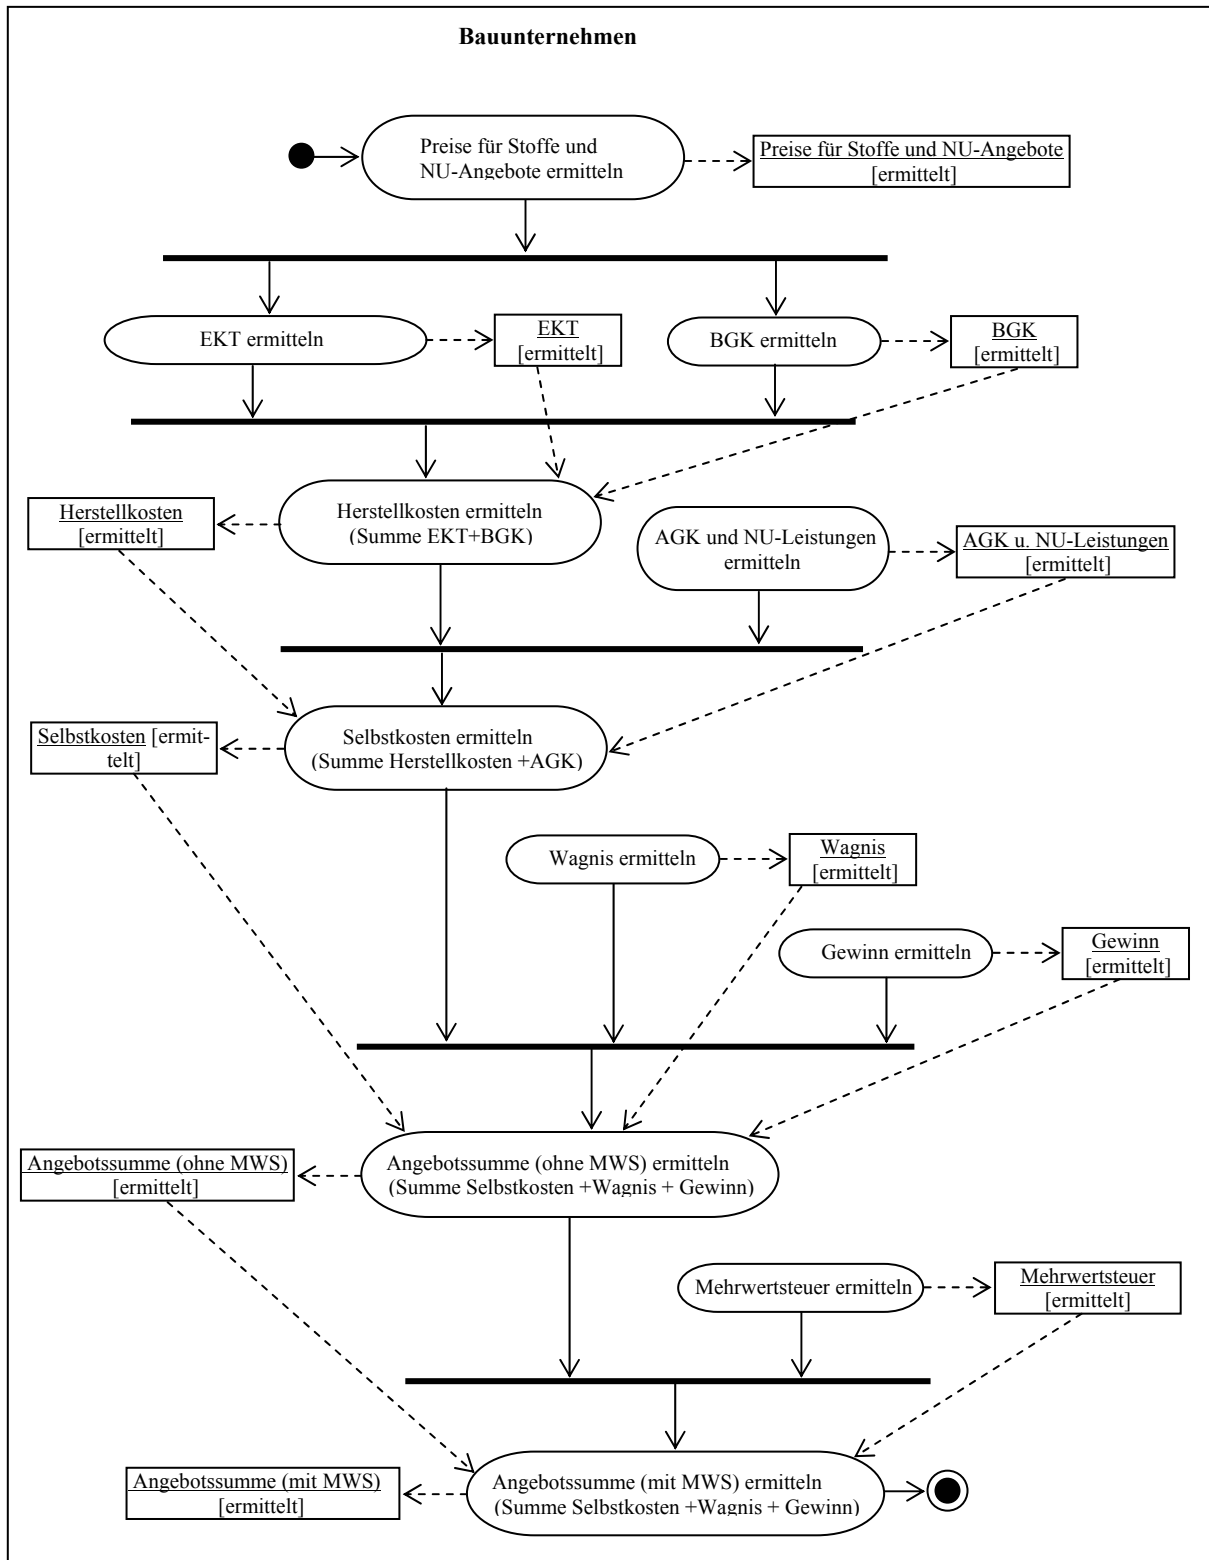 Bauunternehmen
Preise für Stoffe und
NU-Angebote ermitteln
Preise für Stoffe und NU-Angebote
[ermittelt]
EKT ermitteln
EKT
[ermittelt]
BGK ermitteln
BGK
[ermittelt]
Herstellkosten
[ermittelt]
Herstellkosten ermitteln
(Summe EKT+BGK)
AGK und NU-Leistungen
ermitteln
AGK u. NU-Leistungen
[ermittelt]
Selbstkosten [ermit-
telt]
Selbstkosten ermitteln
(Summe Herstellkosten +AGK)
Wagnis ermitteln
Wagnis
[ermittelt]
Gewinn ermitteln
Gewinn
[ermittelt]
Angebotssumme (ohne MWS)
[ermittelt]
Angebotssumme (ohne MWS) ermitteln
(Summe Selbstkosten +Wagnis + Gewinn)
Mehrwertsteuer ermitteln
Mehrwertsteuer
[ermittelt]
Angebotssumme (mit MWS)
[ermittelt]
Angebotssumme (mit MWS) ermitteln
(Summe Selbstkosten +Wagnis + Gewinn)